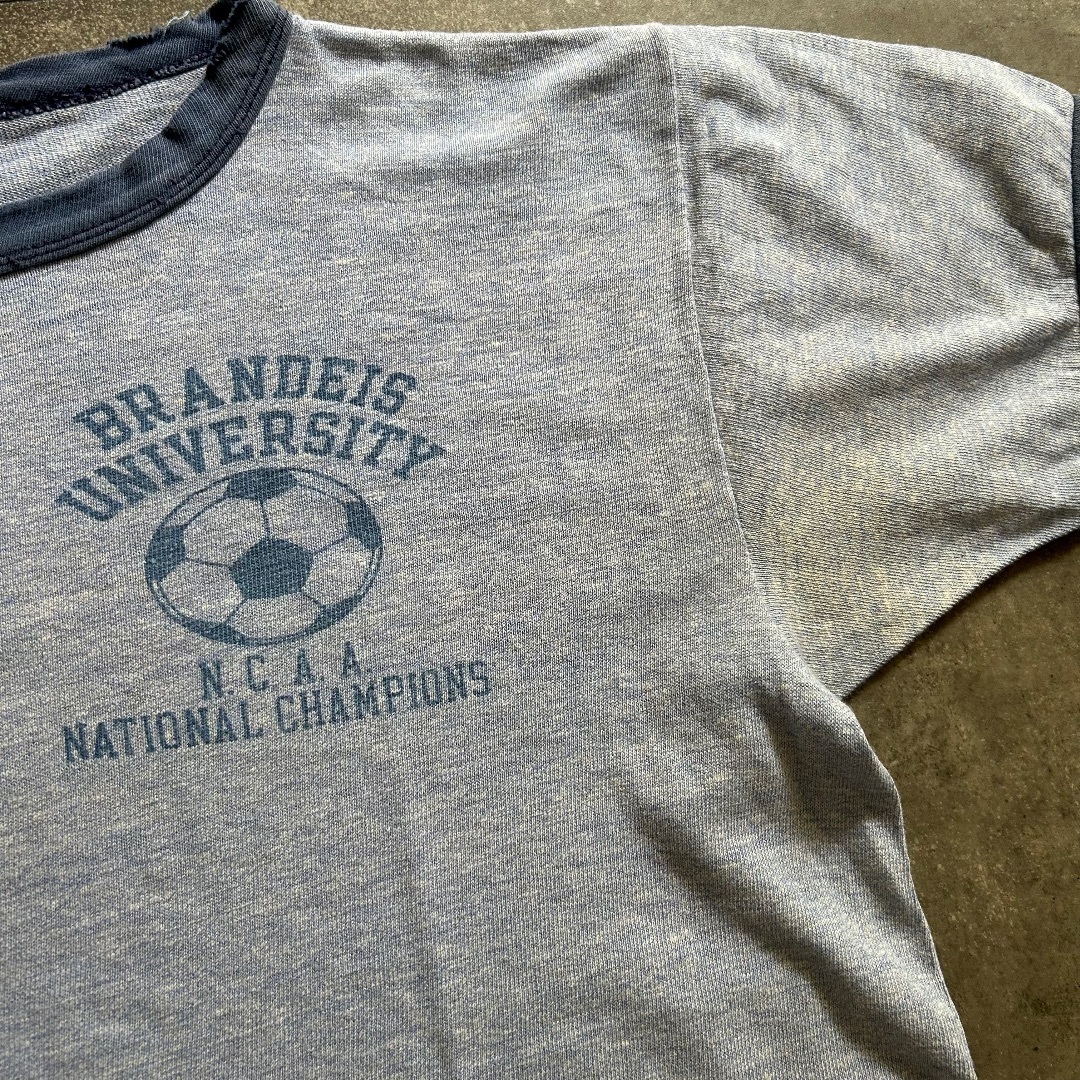 BRANDEIS
UNIVERSITY
N. C. A. A.
NATIONAL CHAMPIONS